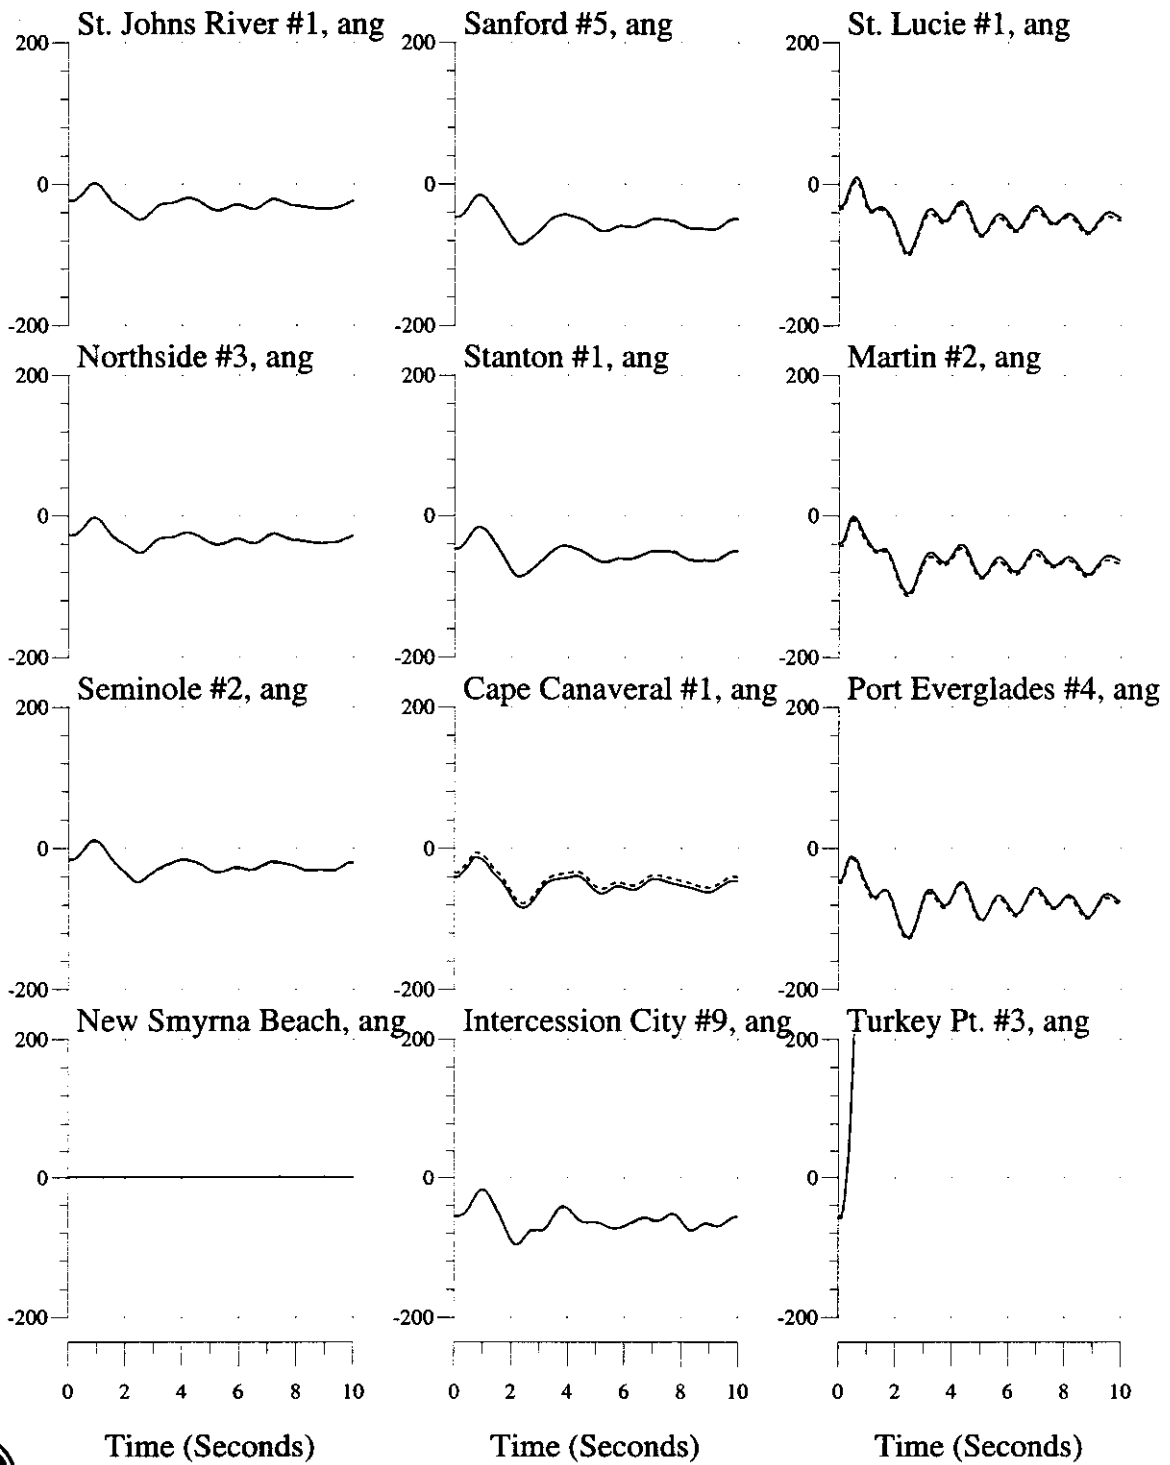 St. Johns River #1, ang
200
0
-200
Sanford #5, ang
200
0
-200
St. Lucie #1, ang
200
0
-200
Northside #3, ang
200
0
-200
Stanton #1, ang
200
0
-200
Martin #2, ang
200
0
-200
Seminole #2, ang
200
0
-200
Cape Canaveral #1, ang
200
0
-200
Port Everglades #4, ang
200
0
-200
New Smyrna Beach, ang
200
0
-200
Intercession City #9, ang
200
0
-200
Turkey Pt. #3, ang
200
0
-200
0 2 4 6 8 10
0 2 4 6 8 10
0 2 4 6 8 10
Time (Seconds)
Time (Seconds)
Time (Seconds)